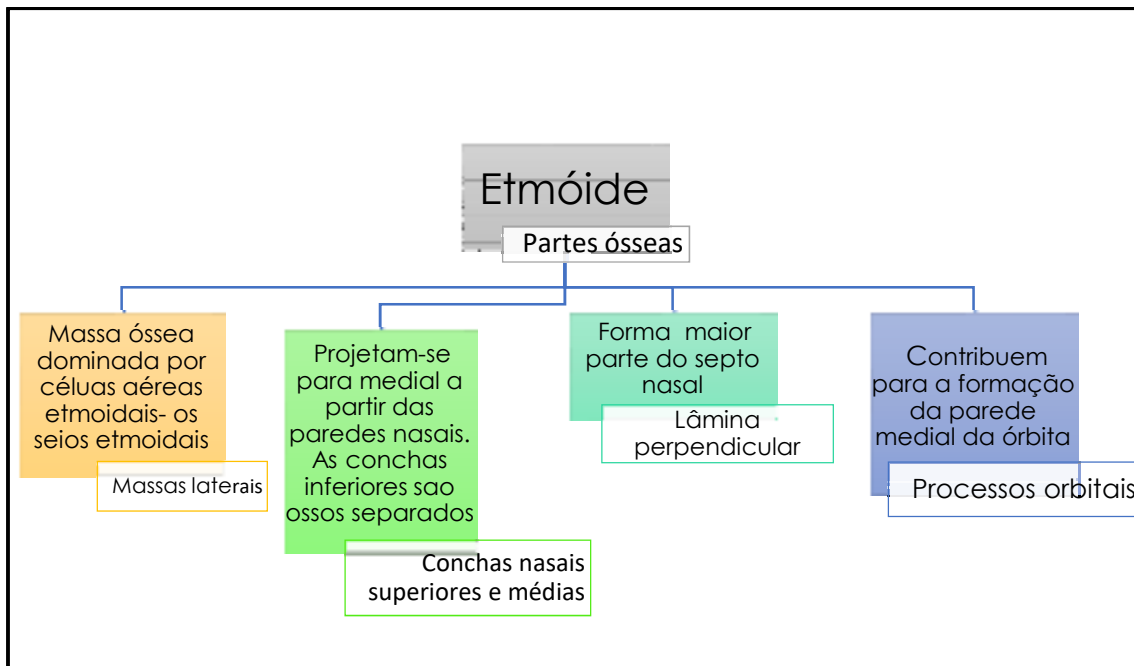 Etmóide
Partes ósseas
Massa óssea
dominada por
céluas aéreas
etmoidais- os
seios etmoidais
Massas laterais
Projetam-se
para medial a
partir das
paredes nasais.
As conchas
inferiores sao
ossos separados
Conchas nasais
superiores e médias
Forma maior
parte do septo
nasal
Lâmina
perpendicular
Contribuem
para a formação
da parede
medial da órbita
Processos orbitais